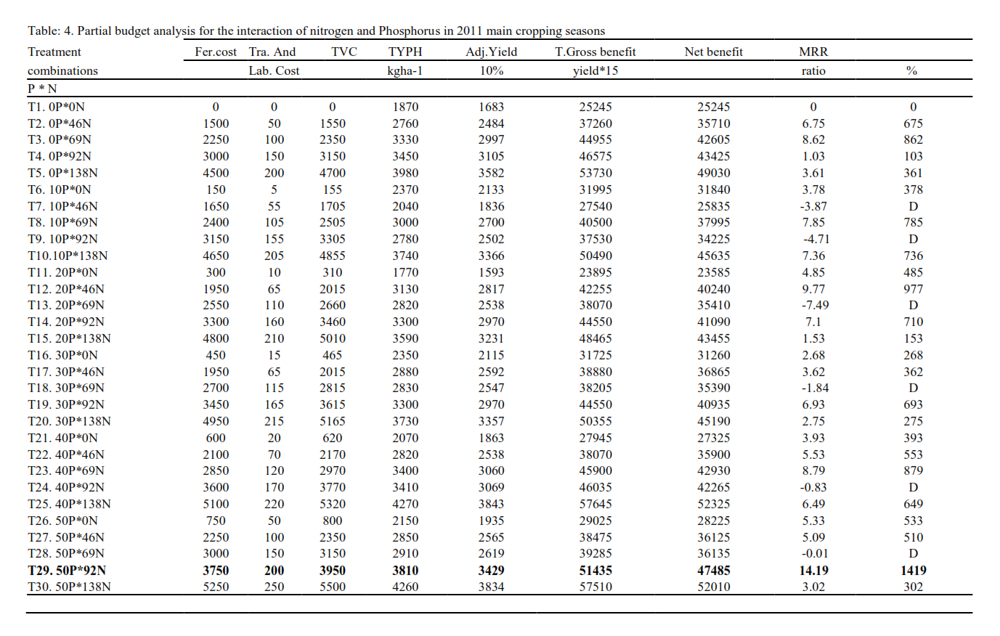 Table: 4. Partial budget analysis for the interaction of nitrogen and Phosphorus in 2011 main cropping seasons
Treatment Fer.cost Tra. And TVC TYPH Adj.Yield T.Gross benefit Net benefit MRR
combinations Lab. Cost kgha-1 10% yield*15 ratio %
P * N
T1. 0P*0N 0 0 0 1870 1683 25245 25245 0 0
T2. 0P*46N 1500 50 1550 2760 2484 37260 35710 6.75 675
T3. 0P*69N 2250 100 2350 3330 2997 44955 42605 8.62 862
T4. 0P*92N 3000 150 3150 3450 3105 46575 43425 1.03 103
T5. 0P*138N 4500 200 4700 3980 3582 53730 49030 3.61 361
T6. 10P*0N 150 5 155 2370 2133 31995 31840 3.78 378
T7. 10P*46N 1650 55 1705 2040 1836 27540 25835 -3.87 D
T8. 10P*69N 2400 105 2505 3000 2700 40500 37995 7.85 785
T9. 10P*92N 3150 155 3305 2780 2502 37530 34225 -4.71 D
T10.10P*138N 4650 205 4855 3740 3366 50490 45635 7.36 736
T11. 20P*0N 300 10 310 1770 1593 23895 23585 4.85 485
T12. 20P*46N 1950 65 2015 3130 2817 42255 40240 9.77 977
T13. 20P*69N 2550 110 2660 2820 2538 38070 35410 -7.49 D
T14. 20P*92N 3300 160 3460 3300 2970 44550 41090 7.1 710
T15. 20P*138N 4800 210 5010 3590 3231 48465 43455 1.53 153
T16. 30P*0N 450 15 465 2350 2115 31725 31260 2.68 268
T17. 30P*46N 1950 65 2015 2880 2592 38880 36865 3.62 362
T18. 30P*69N 2700 115 2815 2830 2547 38205 35390 -1.84 D
T19. 30P*92N 3450 165 3615 3300 2970 44550 40935 6.93 693
T20. 30P*138N 4950 215 5165 3730 3357 50355 45190 2.75 275
T21. 40P*0N 600 20 620 2070 1863 27945 27325 3.93 393
T22. 40P*46N 2100 70 2170 2820 2538 38070 35900 5.53 553
T23. 40P*69N 2850 120 2970 3400 3060 45900 42930 8.79 879
T24. 40P*92N 3600 170 3770 3410 3069 46035 42265 -0.83 D
T25. 40P*138N 5100 220 5320 4270 3843 57645 52325 6.49 649
T26. 50P*0N 750 50 800 2150 1935 29025 28225 5.33 533
T27. 50P*46N 2250 100 2350 2850 2565 38475 36125 5.09 510
T28. 50P*69N 3000 150 3150 2910 2619 39285 36135 -0.01 D
T29. 50P*92N 3750 200 3950 3810 3429 51435 47485 14.19 1419
T30. 50P*138N 5250 250 5500 4260 3834 57510 52010 3.02 302